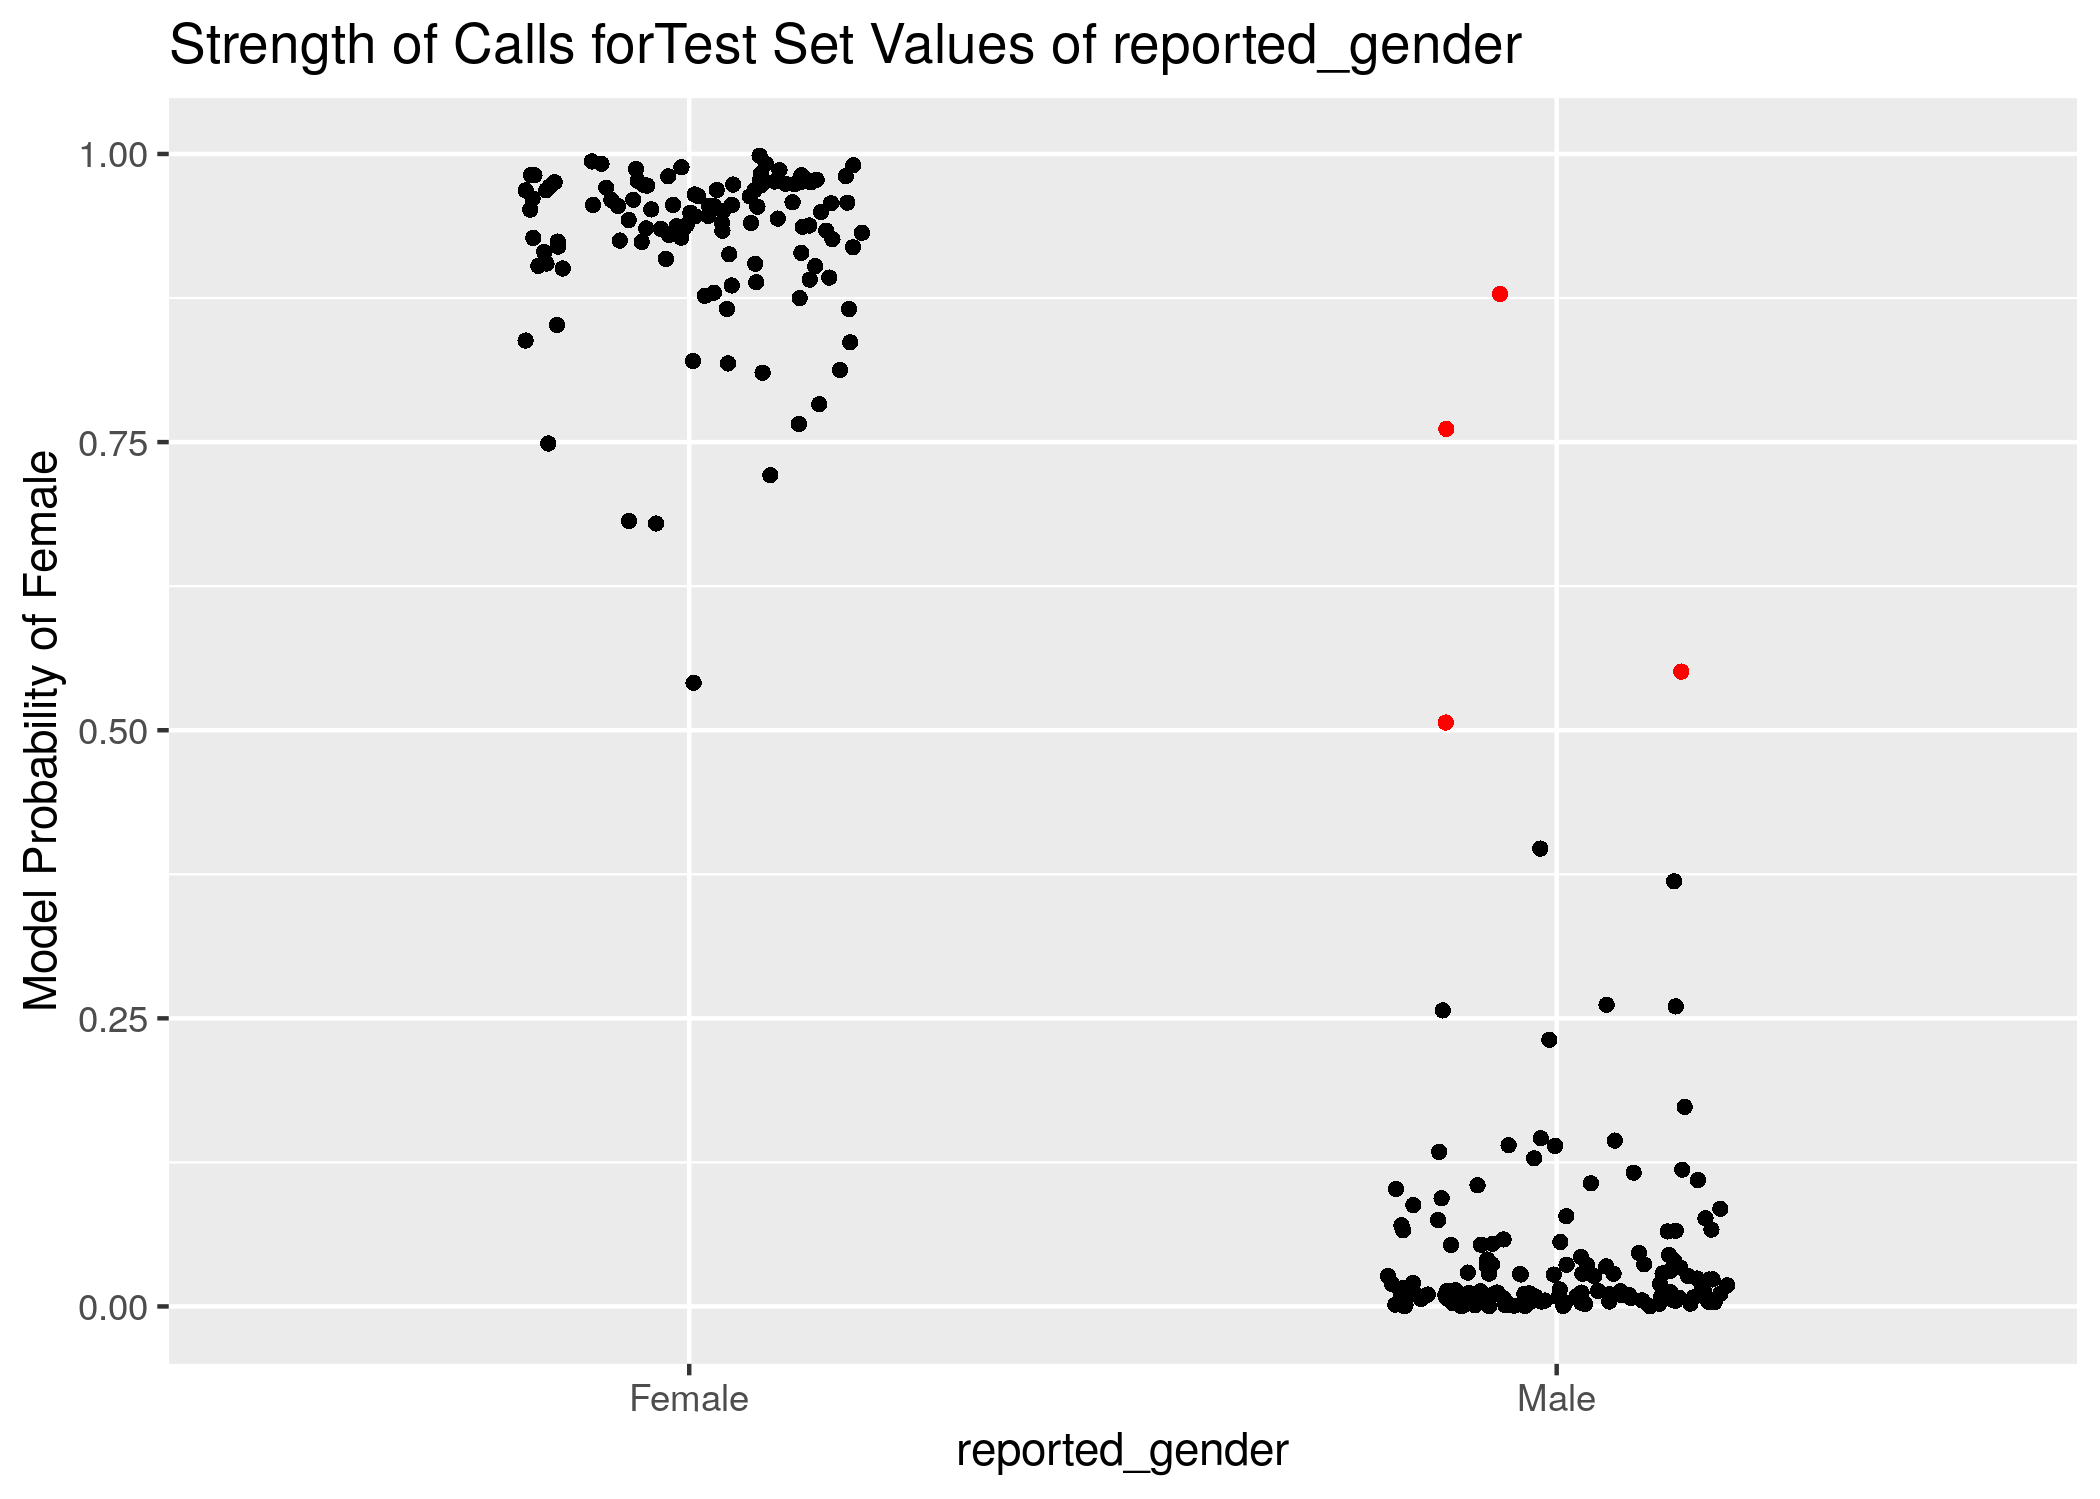 Strength of Calls forTest Set Values of reported_gender
Model Probability of Female
1.00
0.75
0.50
0.25
0.00
Female
Male
reported_gender